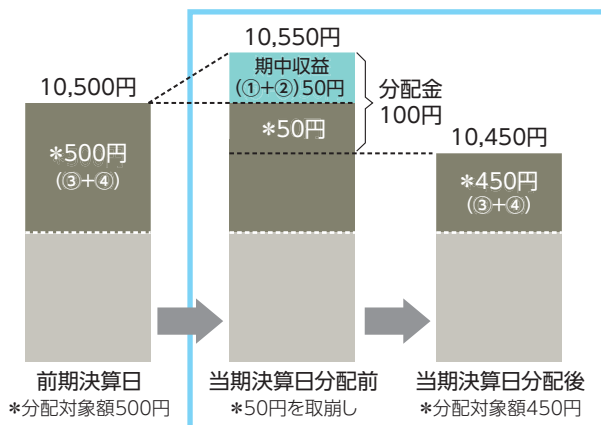 10,500円
*500円
(③+④)
前期決算日
*分配対象額500円
10,550円
期中収益
(①+②)50円
*50円
分配金
100円
当期決算日分配前
*50円を取崩し
10,450円
*450円
(③+④)
当期決算日分配後
*分配対象額450円